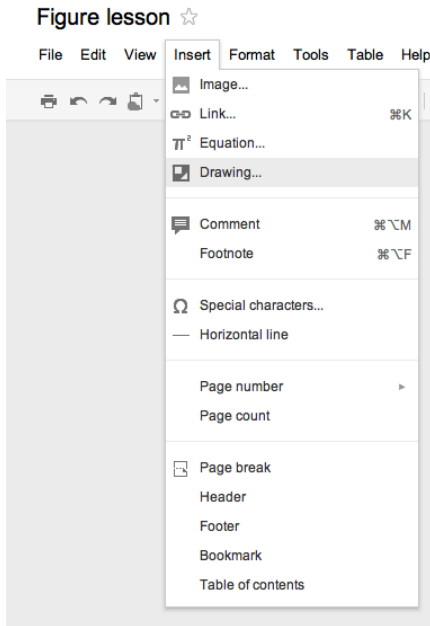 Figure lesson
File Edit View Insert Format Tools Table Help
Image...
Link... ⌘K
π² Equation...
Drawing...
Comment ⌘⌥M
Footnote ⌘⌥F
Ω Special characters...
Horizontal line
Page number
Page count
Page break
Header
Footer
Bookmark
Table of contents